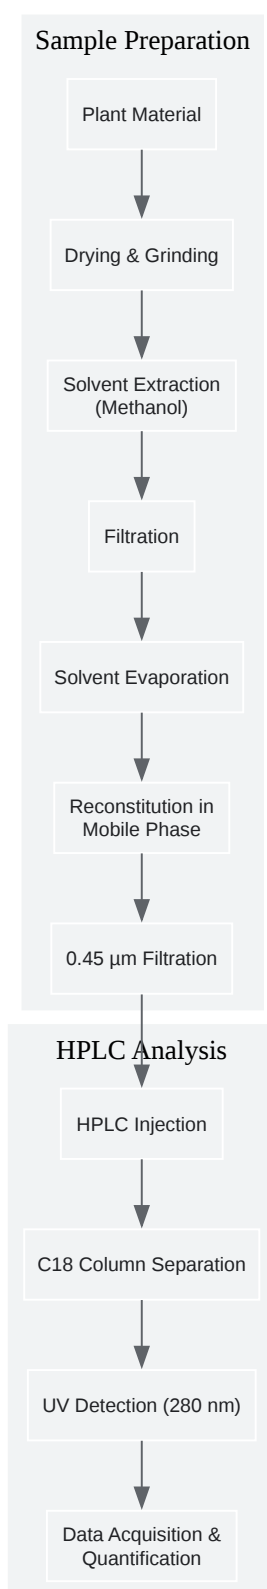 Sample Preparation
Plant Material
Drying & Grinding
Solvent Extraction
(Methanol)
Filtration
Solvent Evaporation
Reconstitution in
Mobile Phase
0.45 µm Filtration
HPLC Analysis
HPLC Injection
C18 Column Separation
UV Detection (280 nm)
Data Acquisition &
Quantification